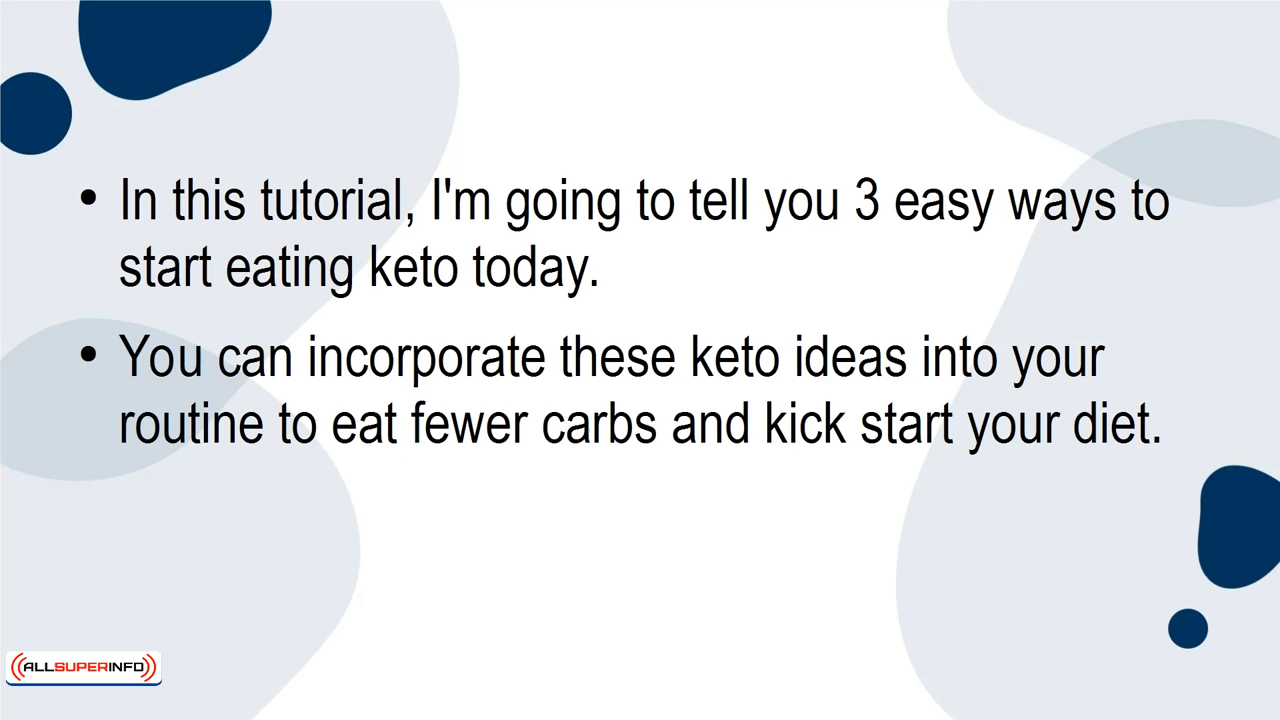 • In this tutorial, I'm going to tell you 3 easy ways to
start eating keto today.
• You can incorporate these keto ideas into your
routine to eat fewer carbs and kick start your diet.
ALLSUPERINFO